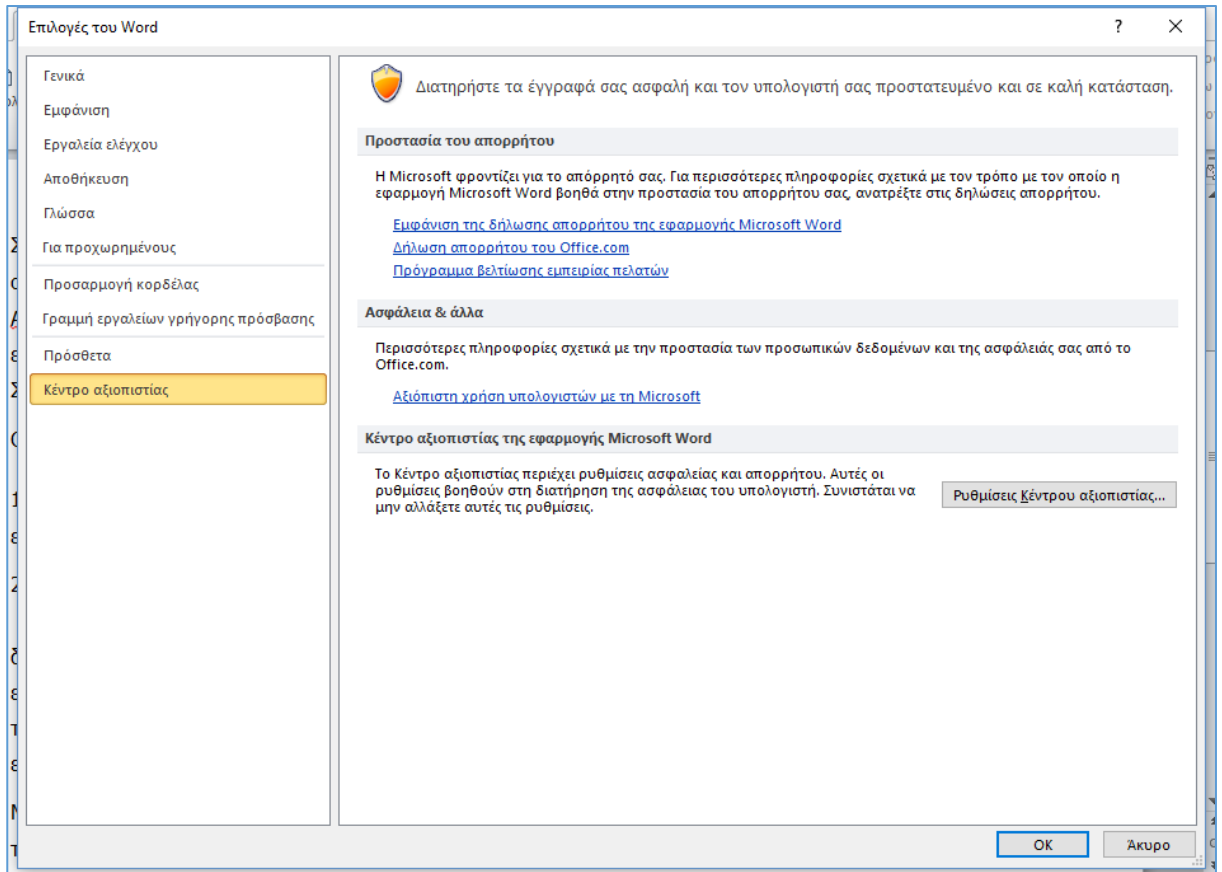 Επιλογές του Word
?
Γενικά
Εμφάνιση
Εργαλεία ελέγχου
Αποθήκευση
Γλώσσα
Για προχωρημένους
Προσαρμογή κορδέλας
Γραμμή εργαλείων γρήγορης πρόσβασης
Πρόσθετα
Κέντρο αξιοπιστίας
Διατηρήστε τα έγγραφά σας ασφαλή και τον υπολογιστή σας προστατευμένο και σε καλή κατάσταση.
Προστασία του απορρήτου
Η Microsoft φροντίζει για το απόρρητό σας. Για περισσότερες πληροφορίες σχετικά με τον τρόπο με τον οποίο η
εφαρμογή Microsoft Word βοηθά στην προστασία του απορρήτου σας, ανατρέξτε στις δηλώσεις απορρήτου.
Εμφάνιση της δήλωσης απορρήτου της εφαρμογής Microsoft Word
Δήλωση απορρήτου του Office.com
Πρόγραμμα βελτίωσης εμπειρίας πελατών
Ασφάλεια & άλλα
Περισσότερες πληροφορίες σχετικά με την προστασία των προσωπικών δεδομένων και της ασφάλειάς σας από το
Office.com.
Αξιόπιστη χρήση υπολογιστών με τη Microsoft
Κέντρο αξιοπιστίας της εφαρμογής Microsoft Word
Το Κέντρο αξιοπιστίας περιέχει ρυθμίσεις ασφαλείας και απορρήτου. Αυτές οι
ρυθμίσεις βοηθούν στη διατήρηση της ασφάλειας του υπολογιστή. Συνιστάται να
μην αλλάξετε αυτές τις ρυθμίσεις.
Ρυθμίσεις Κέντρου αξιοπιστίας...
OK
Άκυρο